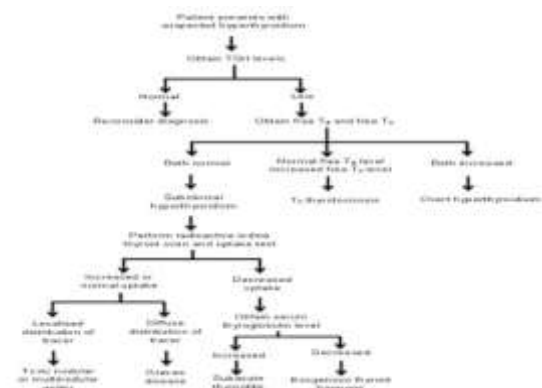 Patient presents with
suspected hyperthyroidism
Obtain TSH levels
Normal
Low
Reconsider diagnosis
Obtain free T4 and free T3
Both normal
Normal free T4 level
increased free T3 level
Both increased
Subclinical
hyperthyroidism
T3 thyrotoxicosis
Overt hyperthyroidism
Perform radioactive iodine
thyroid scan and uptake test
Increased or
normal uptake
Decreased
uptake
Localised
distribution of
tracer
Diffuse
distribution of
tracer
Obtain serum
thyroglobulin level
Toxic nodular
or multinodular
Graves
disease
Increased
Decreased
Subacute
thyroiditis
Exogenous thyroid